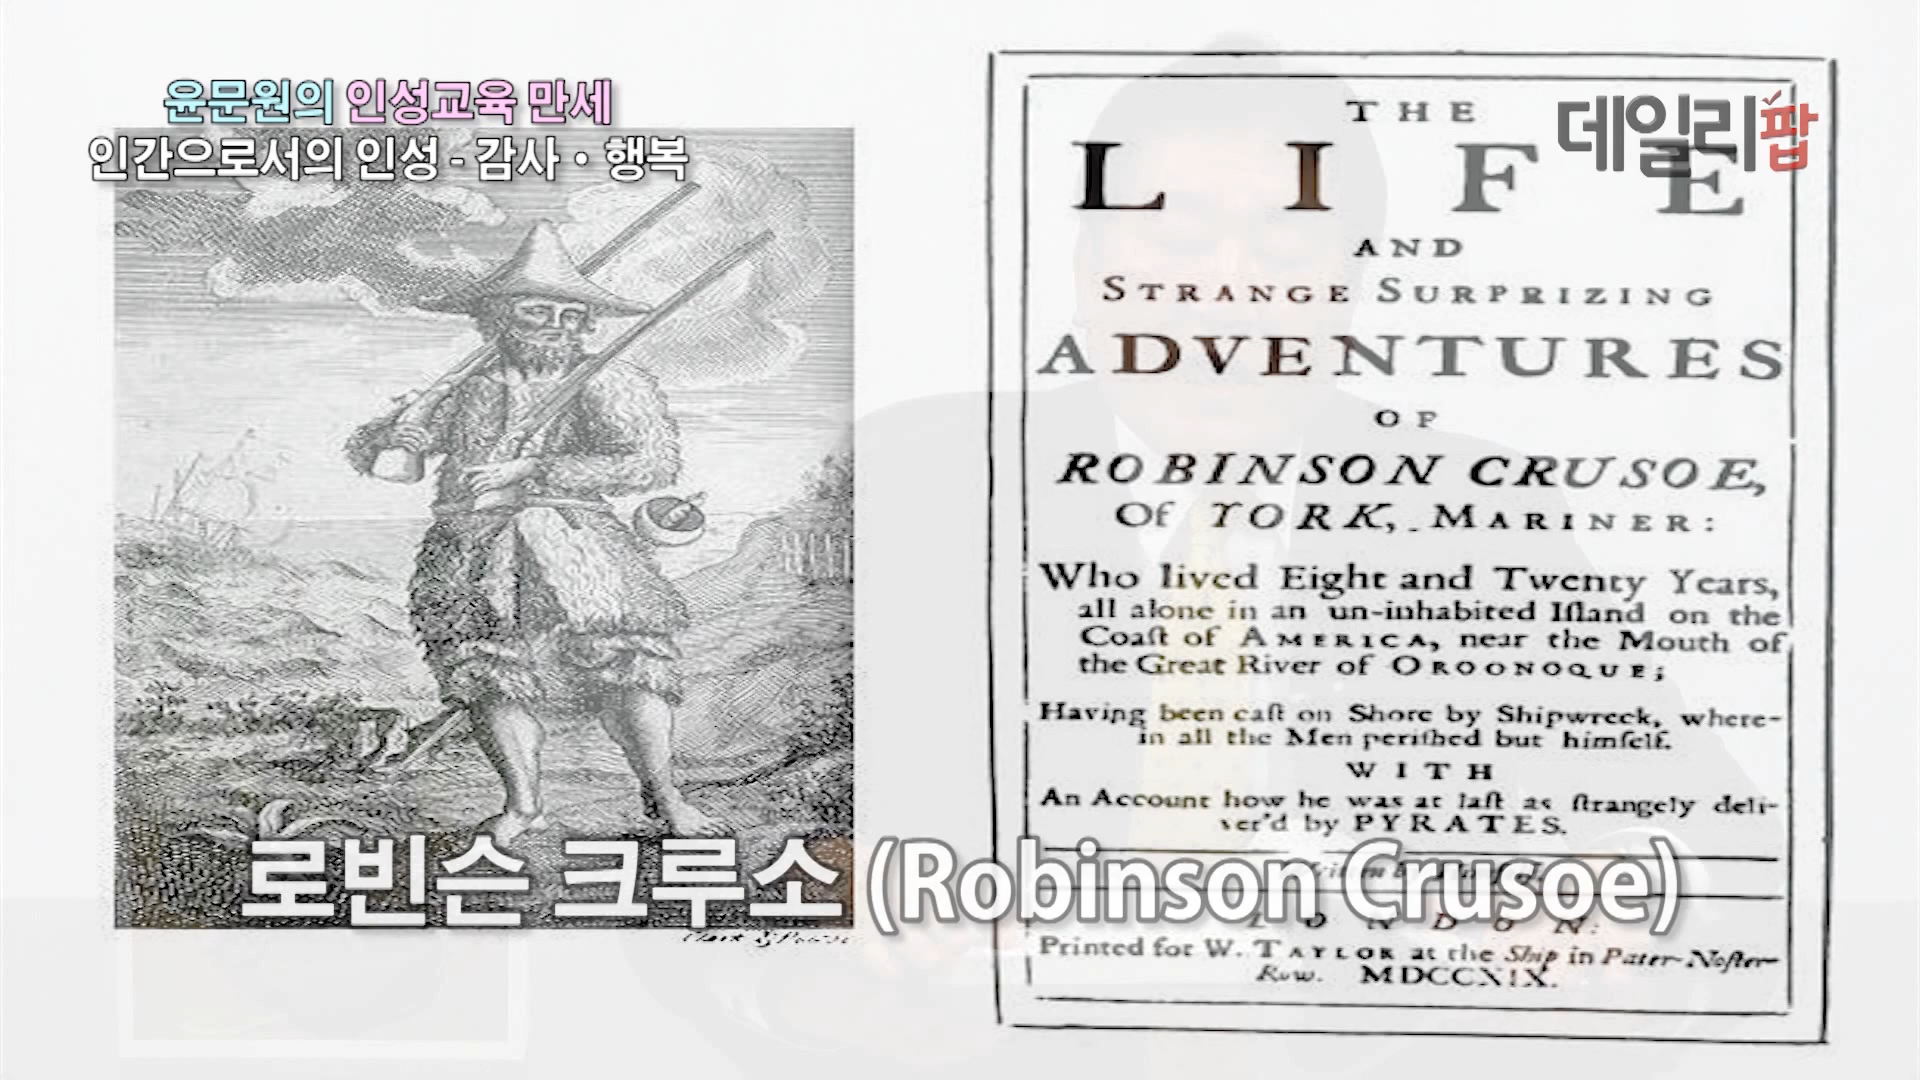 윤문원의 인성교육 만세
인간으로서의 인성 - 감사 · 행복
데일리팝
THE
LIFE
AND
STRANGE SURPRIZING
ADVENTURES
OF
ROBINSON CRUSOE,
Of YORK, MARINER:
Who lived Eight and Twenty Years,
all alone in an un-inhabited Iſland on the
Coaſt of AMERICA, near the Mouth of
the Great River of OROONOQUE;
Having been caſt on Shore by Shipwreck, where-
in all the Men periſhed but himſelf.
WITH
An Account how he was at laſt as ſtrangely deli-
ver'd by PYRATES.
로빈슨 크루소 (Robinson Crusoe)
LONDON:
Printed for W. TAYLOR at the Ship in Pater-Noſter-
Row. MDCCXIX.